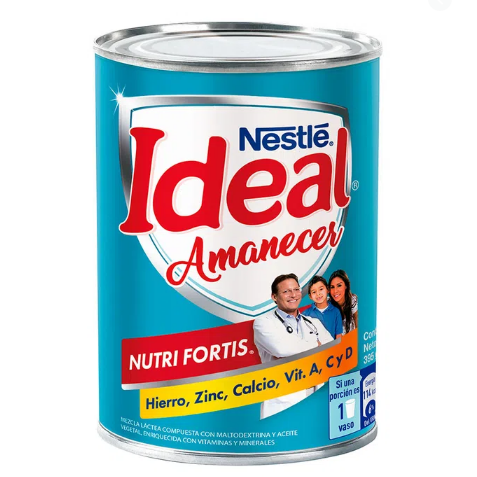 Nestlé®
Ideal®
Amanecer
NUTRI FORTIS®
Hierro, Zinc, Calcio, Vit. A, C y D
Si una
porción es
1
vaso
MEZCLA LÁCTEA COMPUESTA CON MALTODEXTRINA Y ACEITE
VEGETAL, ENRIQUECIDA CON VITAMINAS Y MINERALES